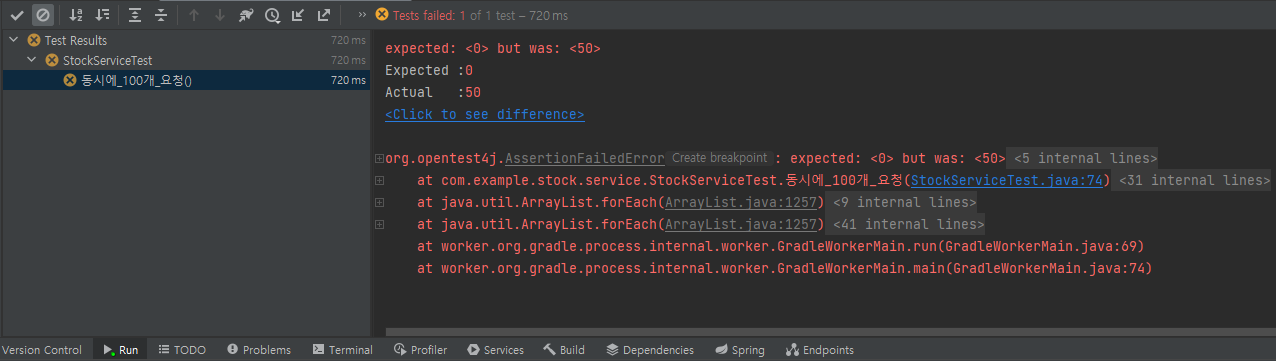 Tests failed: 1 of 1 test – 720 ms
Test Results 720 ms
StockServiceTest 720 ms
동시에_100개_요청() 720 ms
expected: <0> but was: <50>
Expected :0
Actual   :50
<Click to see difference>
org.opentest4j.AssertionFailedError Create breakpoint : expected: <0> but was: <50> <5 internal lines>
at com.example.stock.service.StockServiceTest.동시에_100개_요청(StockServiceTest.java:74) <31 internal lines>
at java.util.ArrayList.forEach(ArrayList.java:1257) <9 internal lines>
at java.util.ArrayList.forEach(ArrayList.java:1257) <41 internal lines>
at worker.org.gradle.process.internal.worker.GradleWorkerMain.run(GradleWorkerMain.java:69)
at worker.org.gradle.process.internal.worker.GradleWorkerMain.main(GradleWorkerMain.java:74)
Version Control Run TODO Problems Terminal Profiler Services Build Dependencies Spring Endpoints